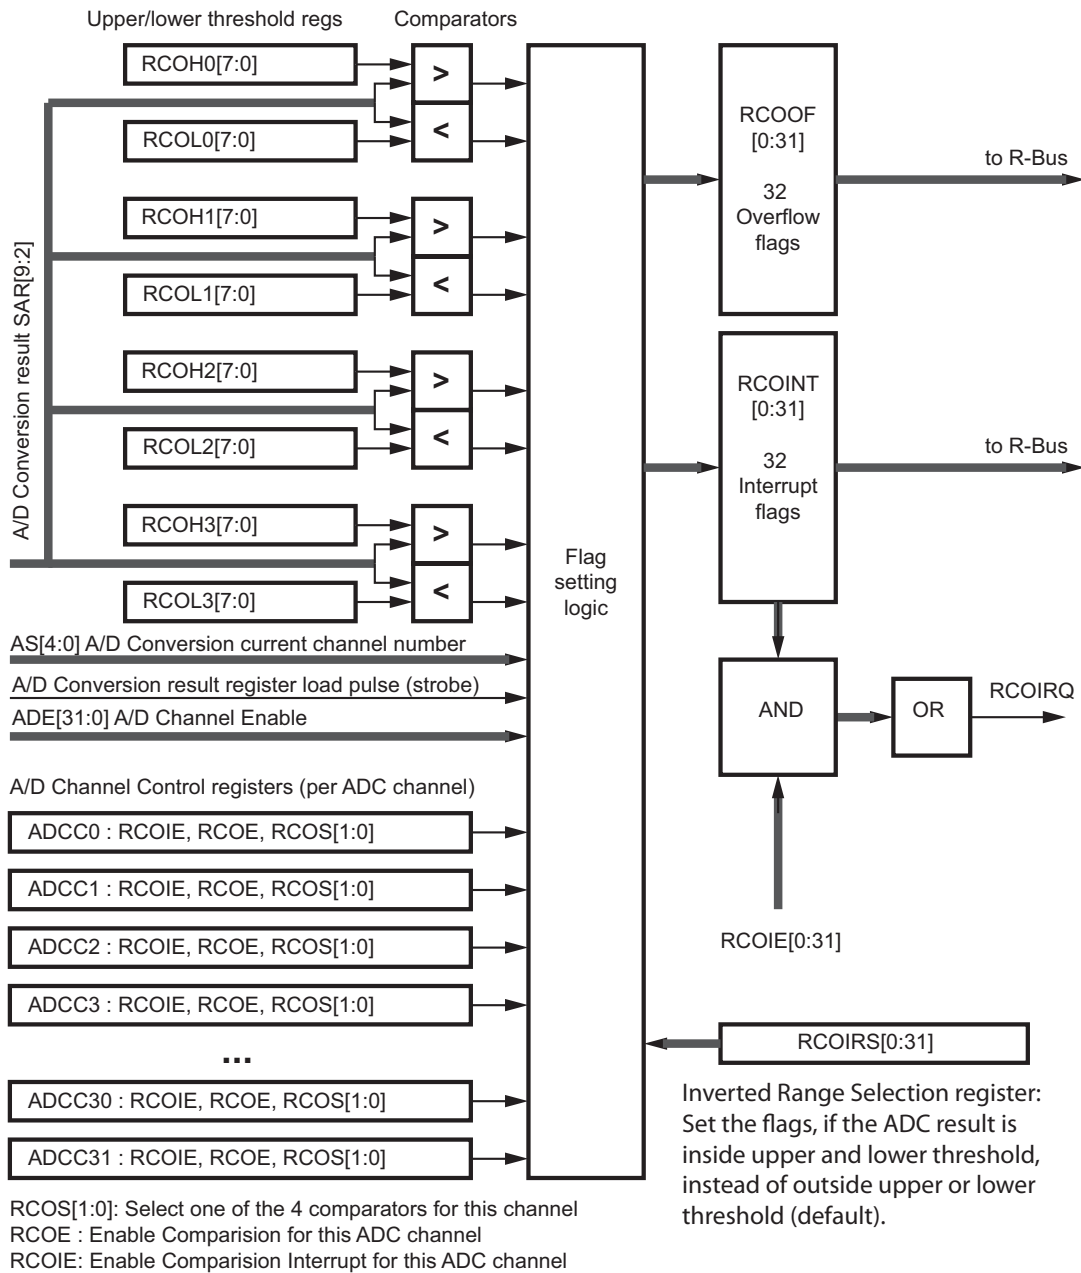 Upper/lower threshold regs
Comparators
RCOH0[7:0]
>
<
RCOL0[7:0]
RCOH1[7:0]
>
<
RCOL1[7:0]
RCOH2[7:0]
>
<
RCOL2[7:0]
RCOH3[7:0]
>
<
RCOL3[7:0]
A/D Conversion result SAR[9:2]
AS[4:0] A/D Conversion current channel number
A/D Conversion result register load pulse (strobe)
ADE[31:0] A/D Channel Enable
A/D Channel Control registers (per ADC channel)
ADCC0 : RCOIE, RCOE, RCOS[1:0]
ADCC1 : RCOIE, RCOE, RCOS[1:0]
ADCC2 : RCOIE, RCOE, RCOS[1:0]
ADCC3 : RCOIE, RCOE, RCOS[1:0]
...
ADCC30 : RCOIE, RCOE, RCOS[1:0]
ADCC31 : RCOIE, RCOE, RCOS[1:0]
RCOS[1:0]: Select one of the 4 comparators for this channel
RCOE : Enable Comparision for this ADC channel
RCOIE: Enable Comparision Interrupt for this ADC channel
Flag
setting
logic
RCOOF
[0:31]
32
Overflow
flags
to R-Bus
RCOINT
[0:31]
32
Interrupt
flags
to R-Bus
AND
OR
RCOIRQ
RCOIE[0:31]
RCOIRS[0:31]
Inverted Range Selection register:
Set the flags, if the ADC result is
inside upper and lower threshold,
instead of outside upper or lower
threshold (default).